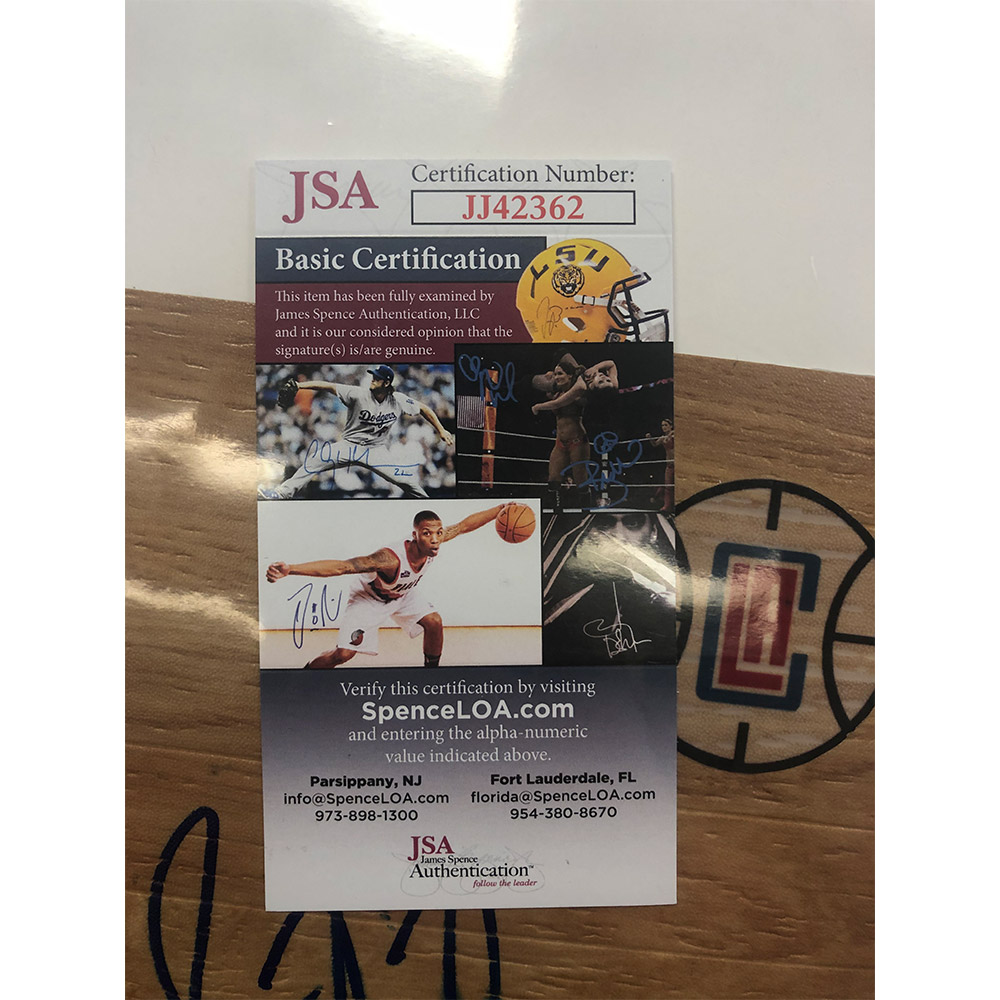 JSA
Certification Number:
JJ42362
Basic Certification
This item has been fully examined by
James Spence Authentication, LLC
and it is our considered opinion that the
signature(s) is/are genuine.
LSU
Dodgers
Verify this certification by visiting
SpenceLOA.com
and entering the alpha-numeric
value indicated above.
Parsippany, NJ
info@SpenceLOA.com
973-898-1300
Fort Lauderdale, FL
florida@SpenceLOA.com
954-380-8670
JSA
James Spence
Authentication™
follow the leader